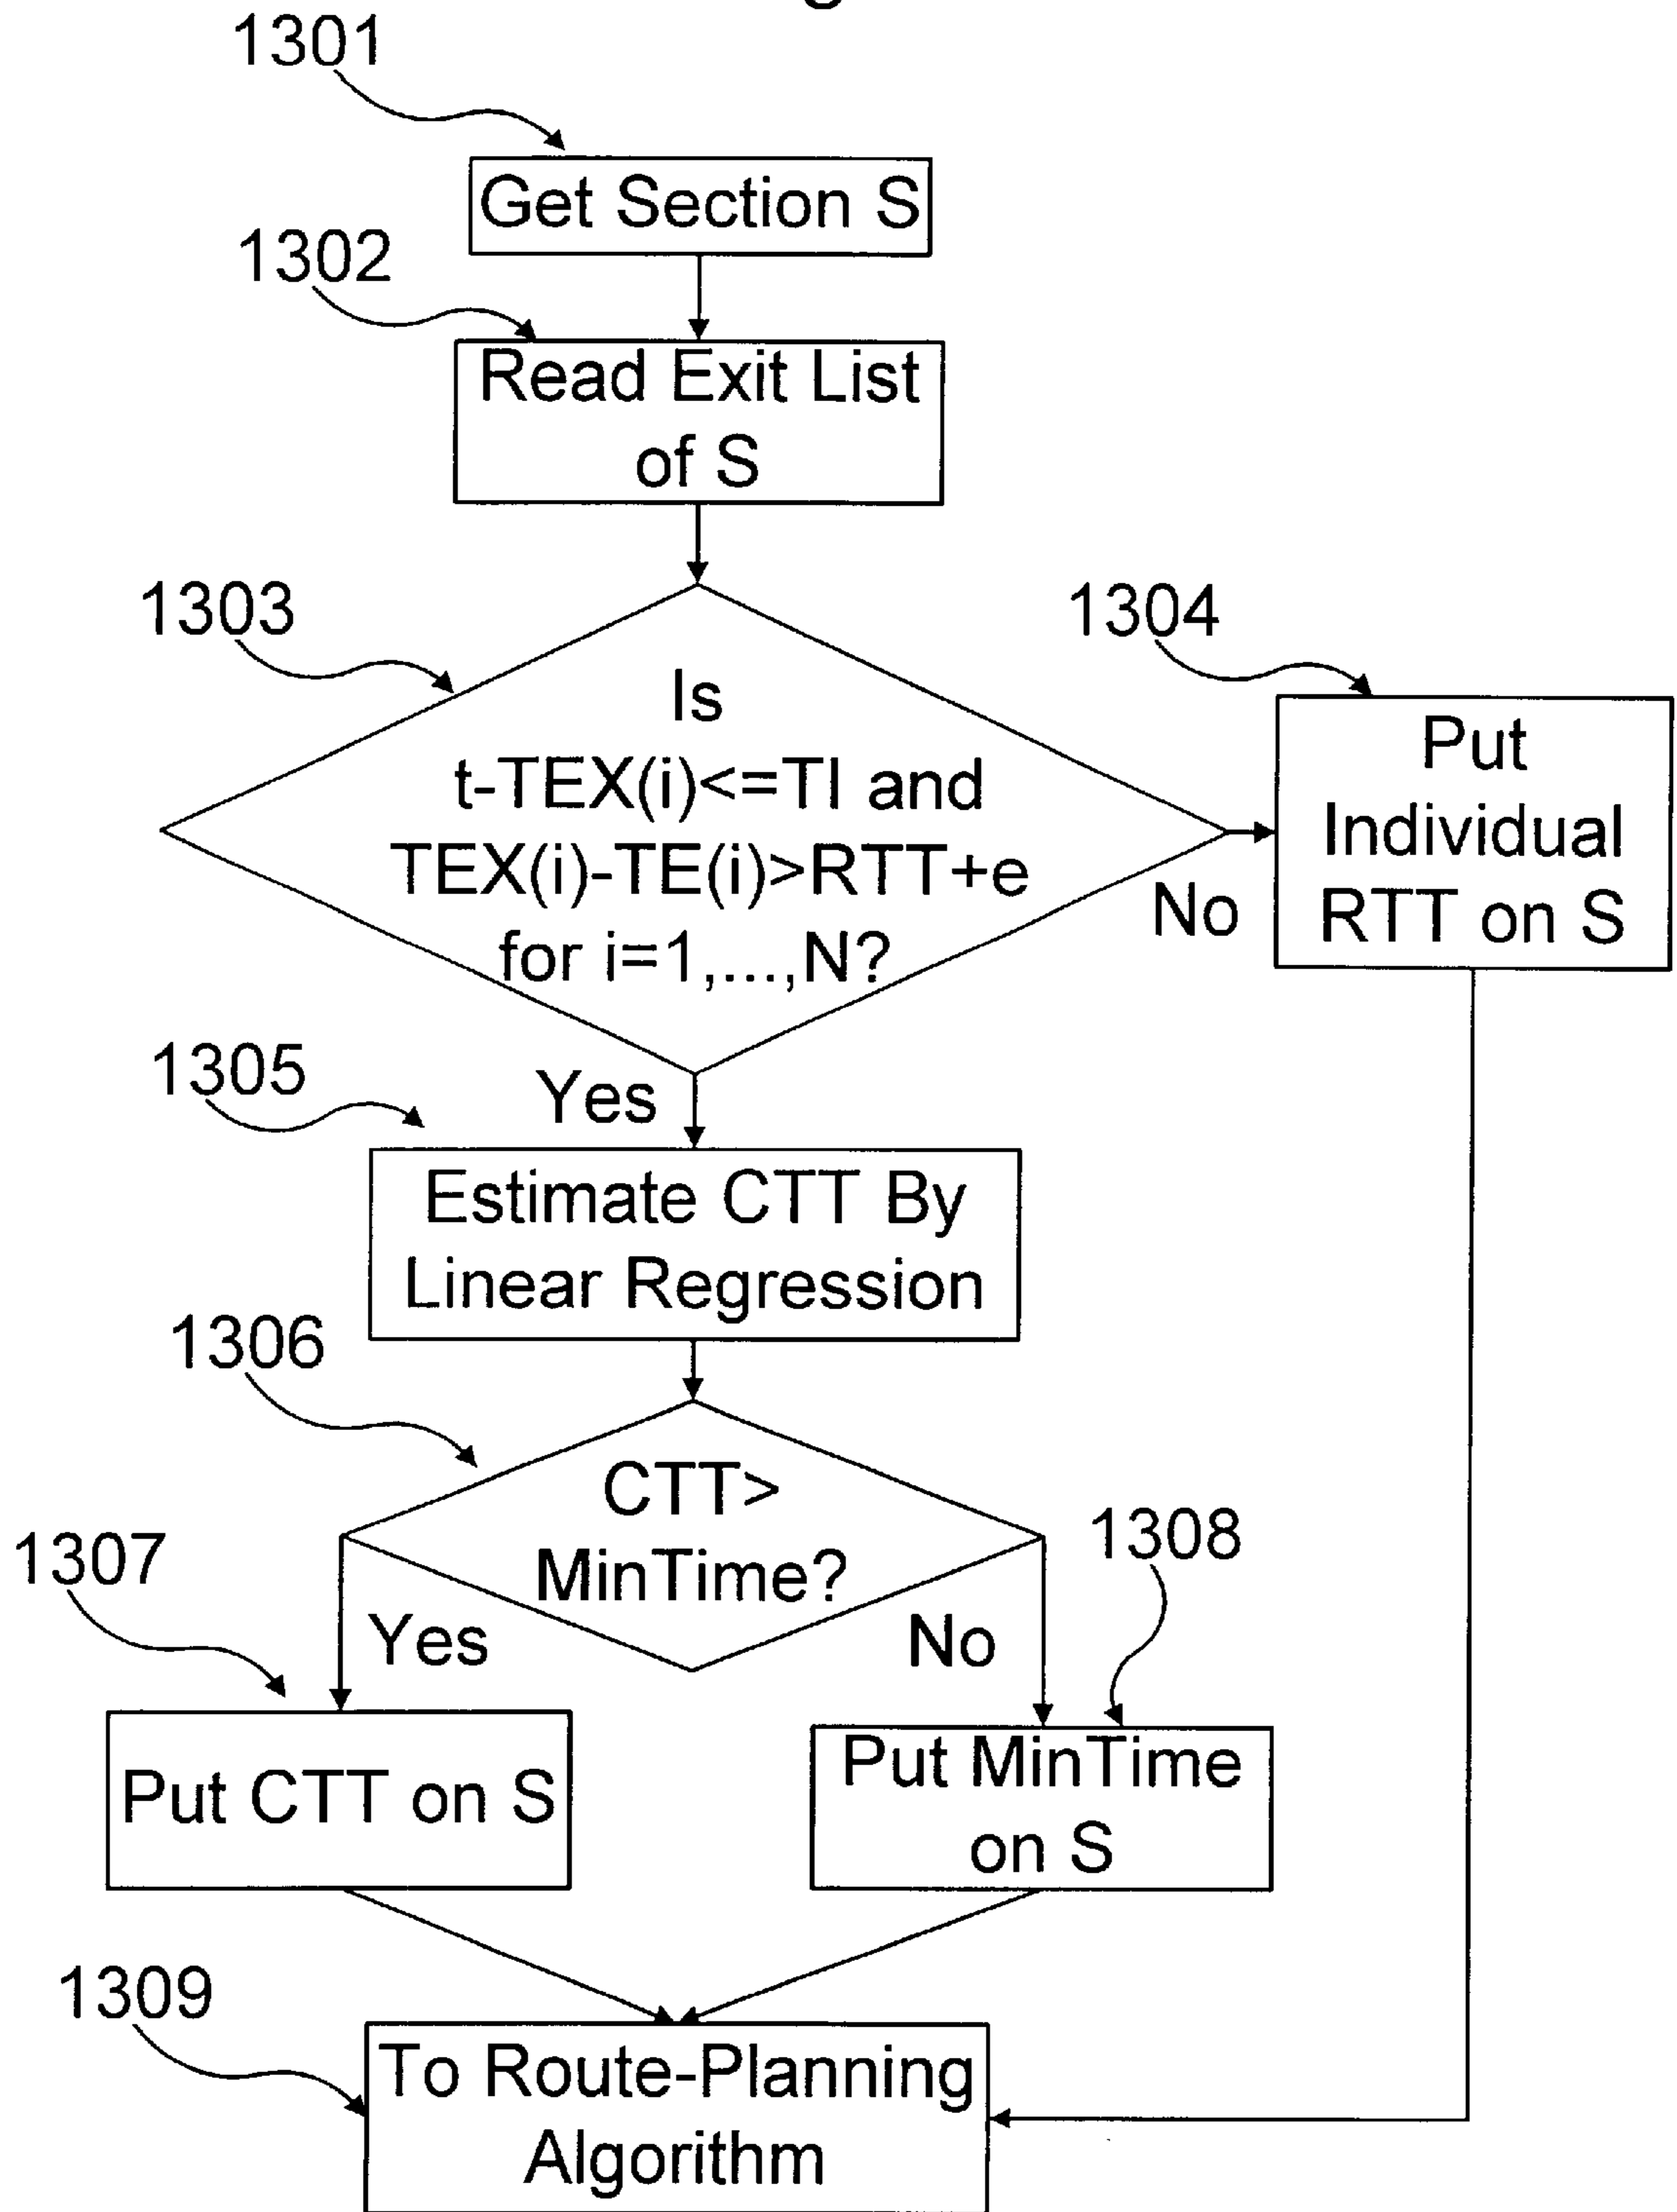 1301
Get Section S
1302
Read Exit List
of S
1303
1304
Is
t-TEX(i)<=TI and
TEX(i)-TE(i)>RTT+e
for i=1,...,N?
Put
Individual
RTT on S
No
Yes
1305
Estimate CTT By
Linear Regression
1306
CTT>
MinTime?
1307
1308
Yes
No
Put CTT on S
Put MinTime
on S
1309
To Route-Planning
Algorithm